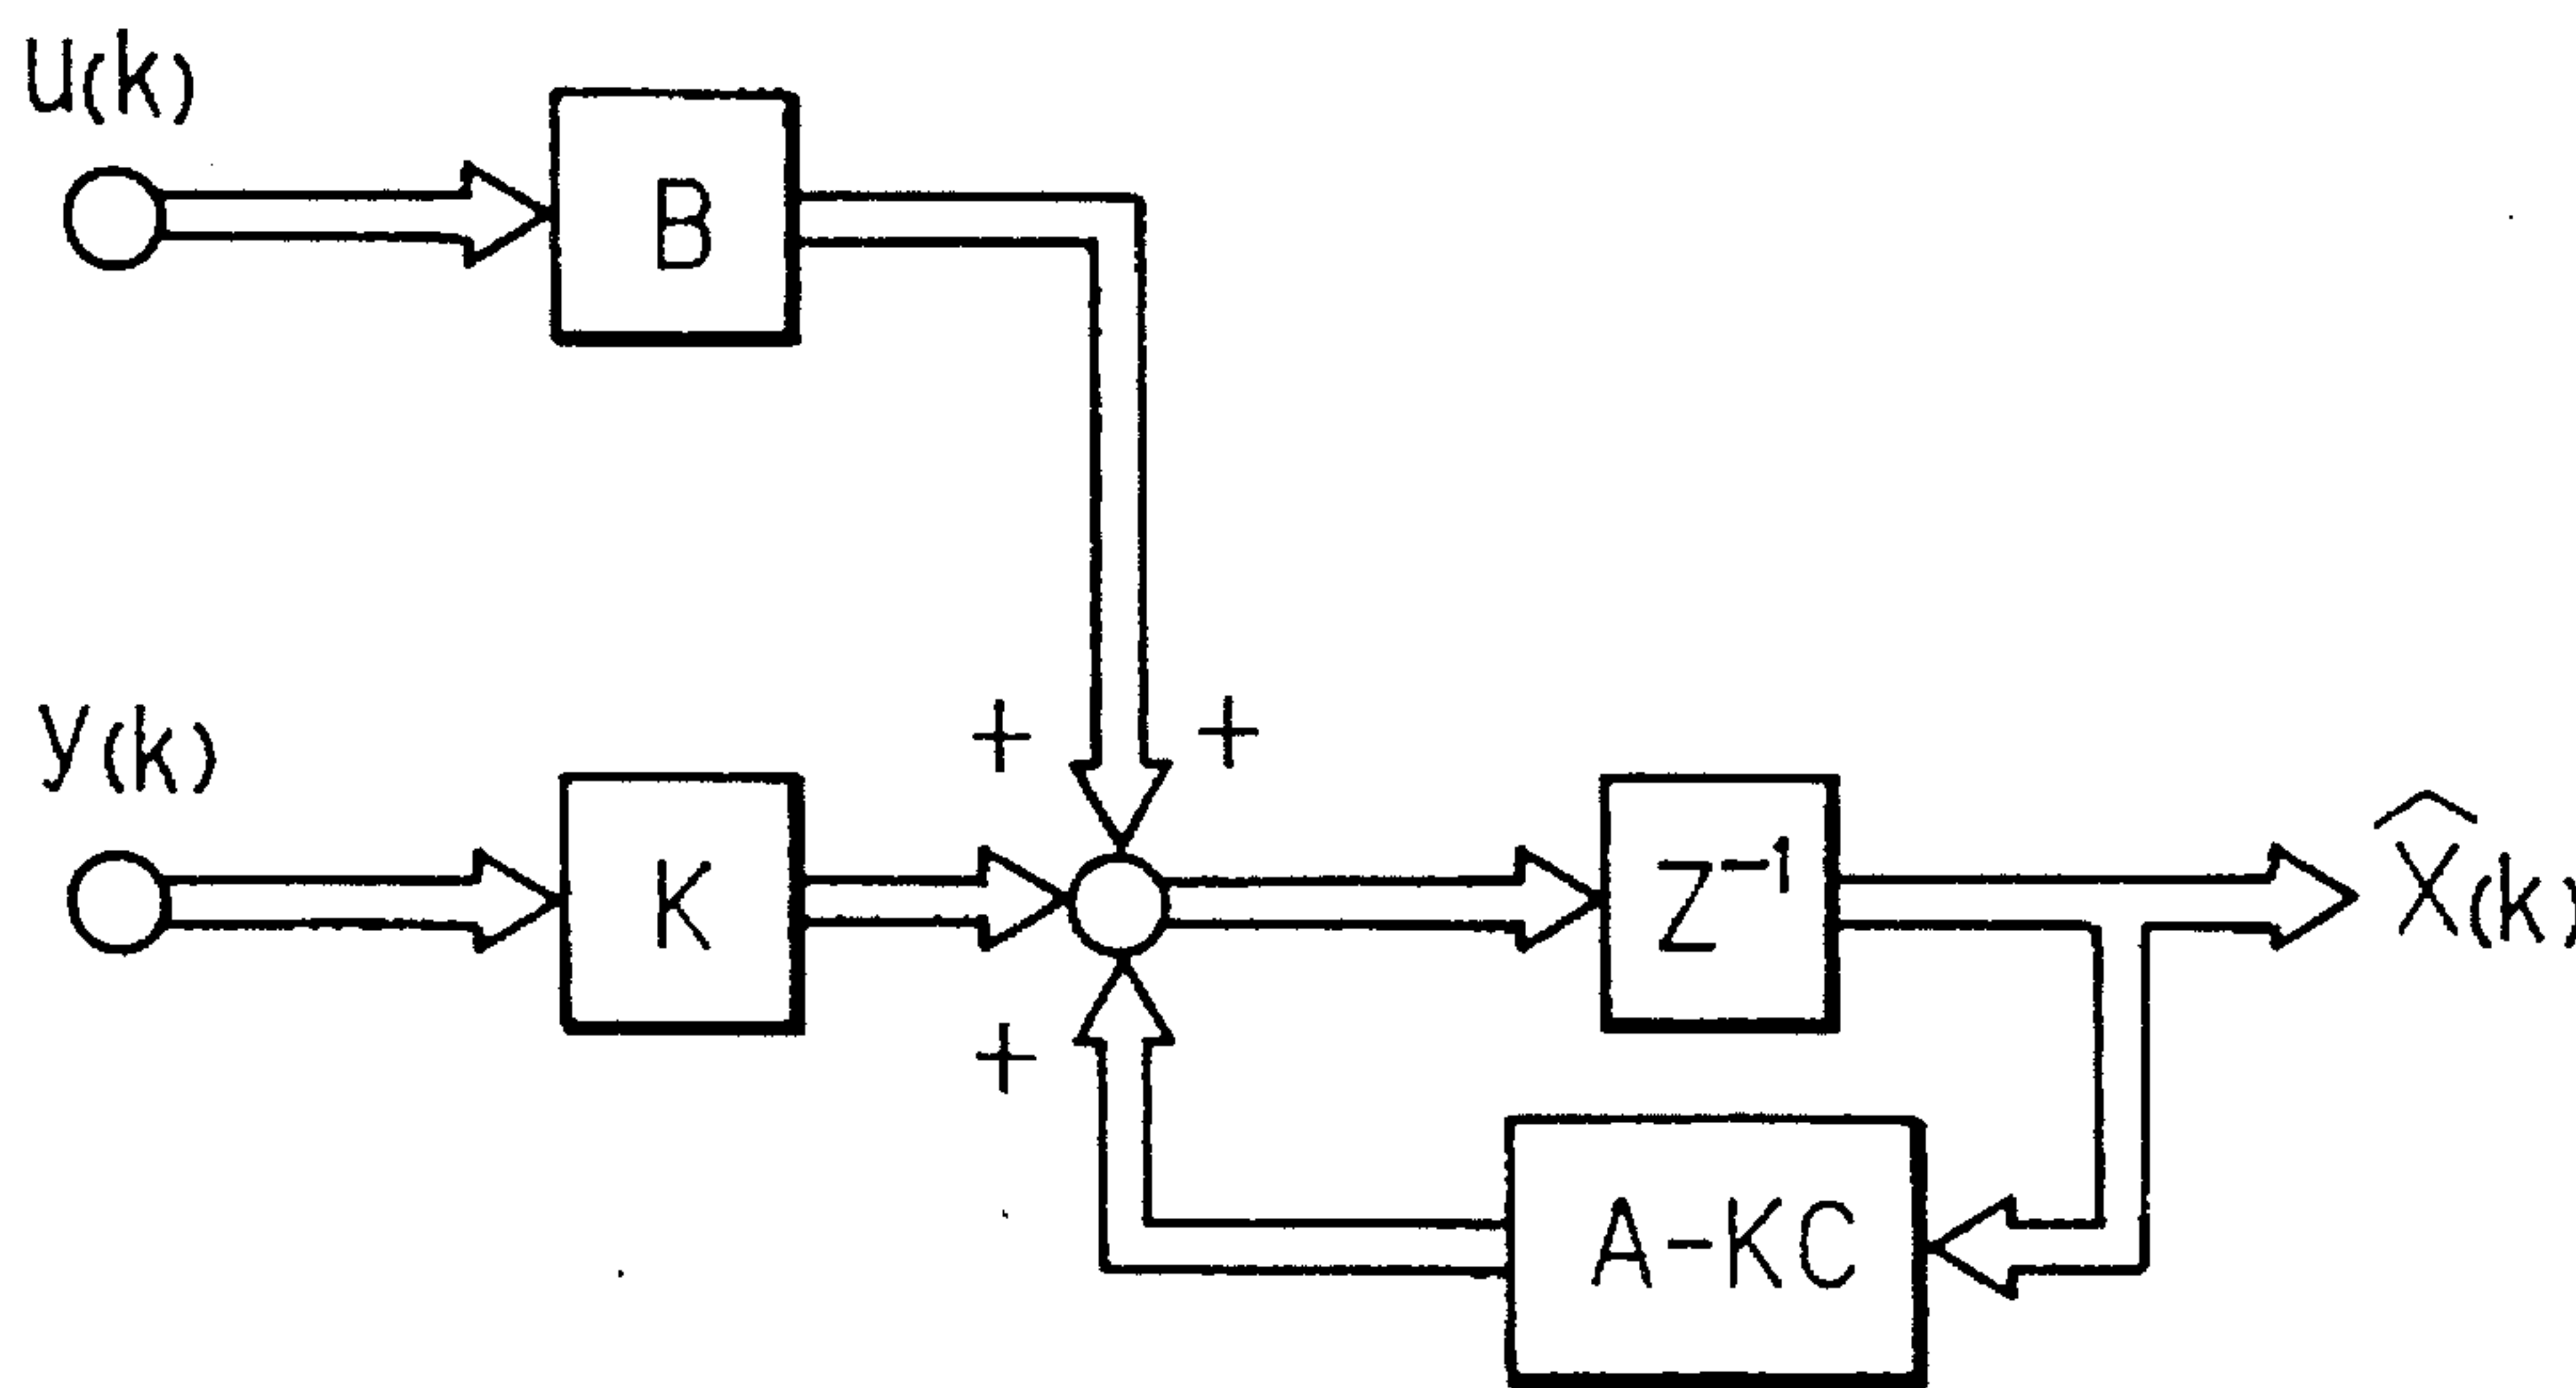 u(k)
B
y(k)
+ +
K
Z⁻¹
X̂(k)
+
A-KC